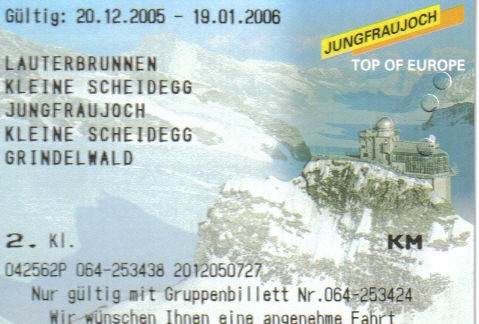 Gültig: 20.12.2005 - 19.01.2006
JUNGFRAUJOCH
TOP OF EUROPE
LAUTERBRUNNEN
KLEINE SCHEIDEGG
JUNGFRAUJOCH
KLEINE SCHEIDEGG
GRINDELWALD
2. Kl.
KM
042562P 064-253438 2012050727
Nur gültig mit Gruppenbillett Nr.064-253424
Wir wünschen Ihnen eine angenehme Fahrt